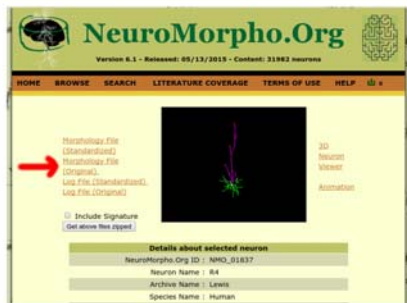 NeuroMorpho.Org
Version 6.1 - Released: 05/13/2015 - Content: 31982 neurons
HOME BROWSE SEARCH LITERATURE COVERAGE TERMS OF USE HELP
Morphology File
(Standardized)
Morphology File
(Original)
Log File (Standardized)
Log File (Original)
3D
Neuron
Viewer
Animation
Include Signature
Get above files zipped
Details about selected neuron
NeuroMorpho.Org ID : NMO_01837
Neuron Name : R4
Archive Name : Lewis
Species Name : Human